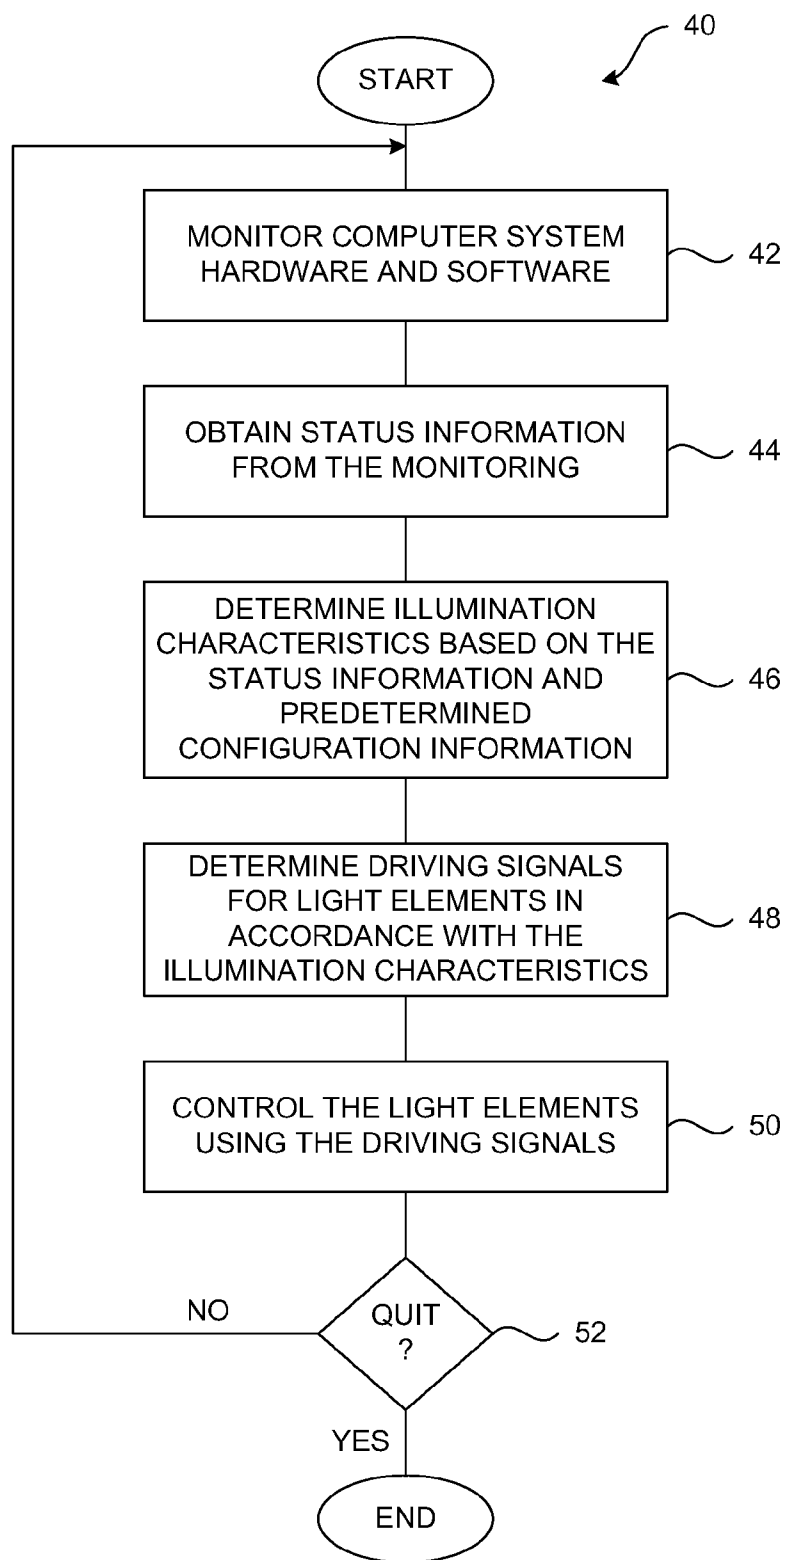 40
START
MONITOR COMPUTER SYSTEM
HARDWARE AND SOFTWARE
42
OBTAIN STATUS INFORMATION
FROM THE MONITORING
44
DETERMINE ILLUMINATION
CHARACTERISTICS BASED ON THE
STATUS INFORMATION AND
PREDETERMINED
CONFIGURATION INFORMATION
46
DETERMINE DRIVING SIGNALS
FOR LIGHT ELEMENTS IN
ACCORDANCE WITH THE
ILLUMINATION CHARACTERISTICS
48
CONTROL THE LIGHT ELEMENTS
USING THE DRIVING SIGNALS
50
NO
QUIT
?
52
YES
END